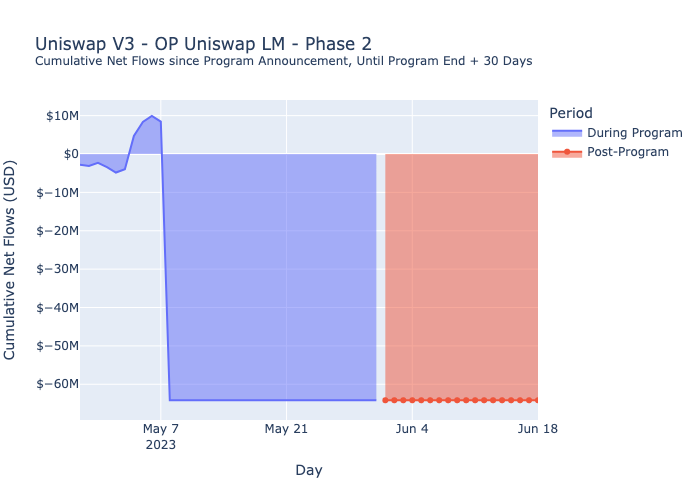 Uniswap V3 - OP Uniswap LM - Phase 2
Cumulative Net Flows since Program Announcement, Until Program End + 30 Days
Period
During Program
Post-Program
Cumulative Net Flows (USD)
$10M
$0
$−10M
$−20M
$−30M
$−40M
$−50M
$−60M
May 7
2023
May 21
Jun 4
Jun 18
Day